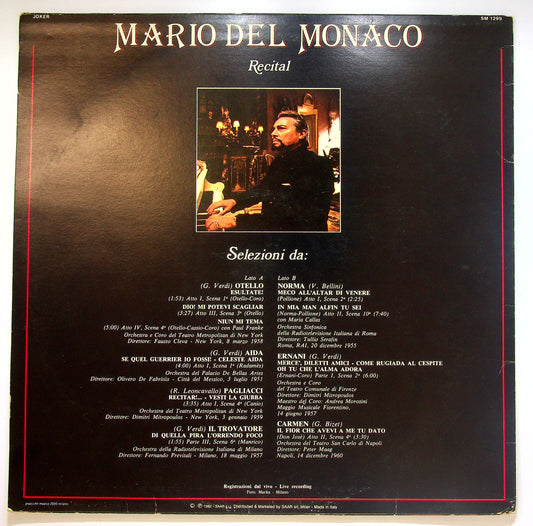 JOKER
SM 1299
MARIO DEL MONACO
Recital
Selezioni da:
Lato A
(G. Verdi) OTELLO
ESULTATE!
(1:53) Atto I, Scena 1ª (Otello-Coro)
DIO! MI POTEVI SCAGLIAR
(3:27) Atto III, Scena 3ª (Otello)
NIUN MI TEMA
(5:00) Atto IV, Scena 4ª (Otello-Cassio-Coro) con Paul Franke
Orchestra e Coro del Teatro Metropolitan di New York
Direttore: Fausto Cleva - New York, 8 marzo 1958
(G. Verdi) AIDA
SE QUEL GUERRIER IO FOSSI! - CELESTE AIDA
(4:00) Atto I, Scena 1ª (Radamès)
Orchestra del Palacio De Bellas Artes
Direttore: Oliviero De Fabritiis - Città del Messico, 3 luglio 1951
(R. Leoncavallo) PAGLIACCI
RECITAR!... - VESTI LA GIUBBA
(3:35) Atto I, Scena 4ª (Canio)
Orchestra del Teatro Metropolitan di New York
Direttore: Dimitri Mitropoulos - New York, 3 gennaio 1959
(G. Verdi) IL TROVATORE
DI QUELLA PIRA L'ORRENDO FOCO
(1:55) Parte III, Scena 6ª (Manrico)
Orchestra della Radiotelevisione Italiana di Milano
Direttore: Fernando Previtali - Milano, 18 maggio 1957
Lato B
NORMA (V. Bellini)
MECO ALL'ALTAR DI VENERE
(Pollione) Atto I, Scena 2ª (2:25)
IN MIA MAN ALFIN TU SEI
(Norma-Pollione) Atto II, Scena 10ª (7:40)
con Maria Callas
Orchestra Sinfonica
della Radiotelevisione Italiana di Roma
Direttore: Tullio Serafin
Roma, RAI, 20 dicembre 1955
ERNANI (G. Verdi)
MERCE', DILETTI AMICI - COME RUGIADA AL CESPITE
OH TU CHE L'ALMA ADORA
(Ernani-Coro) Parte I, Scena 2ª (6:00)
Orchestra e Coro
del Teatro Comunale di Firenze
Direttore: Dimitri Mitropoulos
Maestro del Coro: Andrea Morosini
Maggio Musicale Fiorentino,
14 giugno 1957
CARMEN (G. Bizet)
IL FIOR CHE AVEVI A ME TU DATO
(Don José) Atto II, Scena 4ª (3:30)
Orchestra del Teatro San Carlo di Napoli
Direttore: Peter Maag
Napoli, 14 dicembre 1960
Registrazioni dal vivo - Live recording
Foto: Marka - Milano
© ℗ 1982 - SAAR s.r.l. Distributed & Marketed by SAAR srl, Milan - Made in Italy